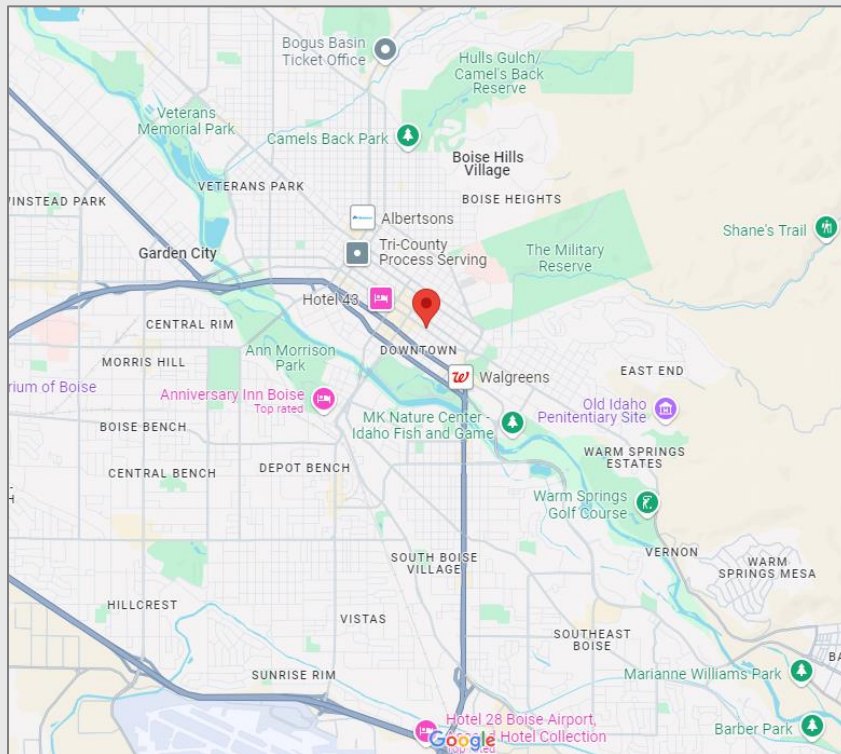 Bogus Basin
Ticket Office
Hulls Gulch/
Camel's Back
Reserve
Veterans
Memorial Park
Camels Back Park
Boise Hills
Village
VETERANS PARK
WINSTEAD PARK
BOISE HEIGHTS
Albertsons
Shane's Trail
Tri-County
Process Serving
The Military
Reserve
Garden City
Hotel 43
CENTRAL RIM
DOWNTOWN
Ann Morrison
Park
MORRIS HILL
EAST END
Walgreens
rium of Boise
Anniversary Inn Boise
Top rated
Old Idaho
Penitentiary Site
MK Nature Center -
Idaho Fish and Game
BOISE BENCH
WARM SPRINGS
ESTATES
CENTRAL BENCH
DEPOT BENCH
H
Warm Springs
Golf Course
VERNON
SOUTH BOISE
VILLAGE
WARM
SPRINGS MESA
HILLCREST
VISTAS
SOUTHEAST
BOISE
BA
SUNRISE RIM
Marianne Williams Park
Hotel 28 Boise Airport,
Hotel Collection
Google
Barber Park